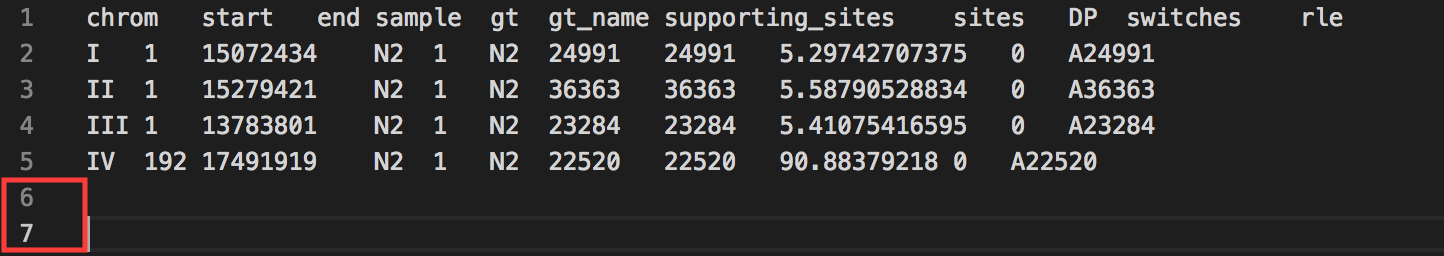 1 chrom start end sample gt gt_name supporting_sites sites DP switches rle
2 I 1 15072434 N2 1 N2 24991 24991 5.29742707375 0 A24991
3 II 1 15279421 N2 1 N2 36363 36363 5.58790528834 0 A36363
4 III 1 13783801 N2 1 N2 23284 23284 5.41075416595 0 A23284
5 IV 192 17491919 N2 1 N2 22520 22520 90.88379218 0 A22520
6
7